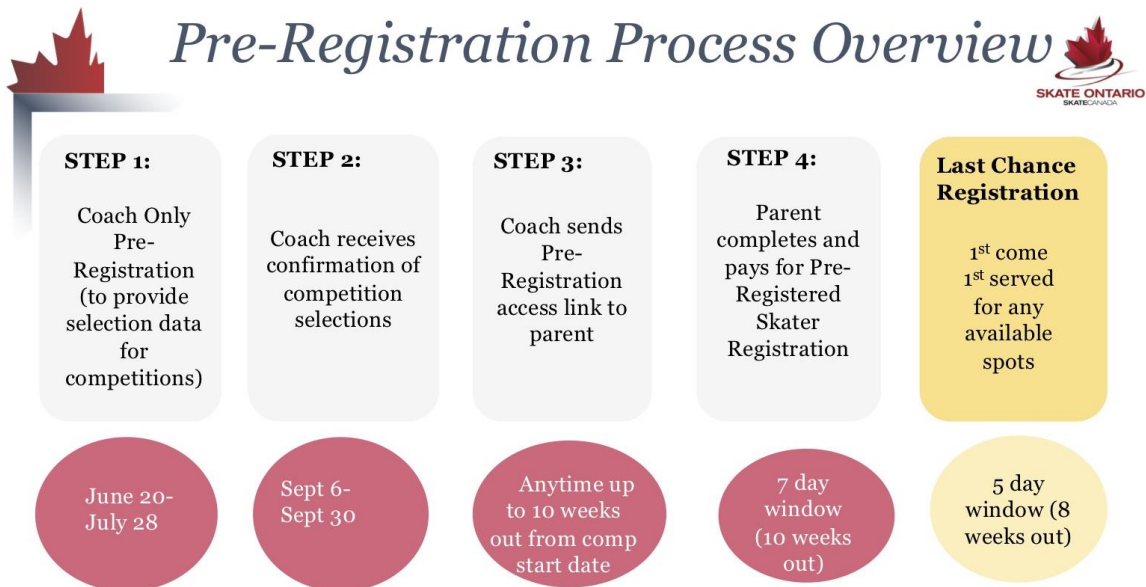 Pre-Registration Process Overview
SKATE ONTARIO
SKATECANADA
STEP 1:
Coach Only
Pre-
Registration
(to provide
selection data
for
competitions)
June 20-
July 28
STEP 2:
Coach receives
confirmation of
competition
selections
Sept 6-
Sept 30
STEP 3:
Coach sends
Pre-
Registration
access link to
parent
Anytime up
to 10 weeks
out from comp
start date
STEP 4:
Parent
completes and
pays for Pre-
Registered
Skater
Registration
7 day
window
(10 weeks
out)
Last Chance
Registration
1st come
1st served
for any
available
spots
5 day
window (8
weeks out)